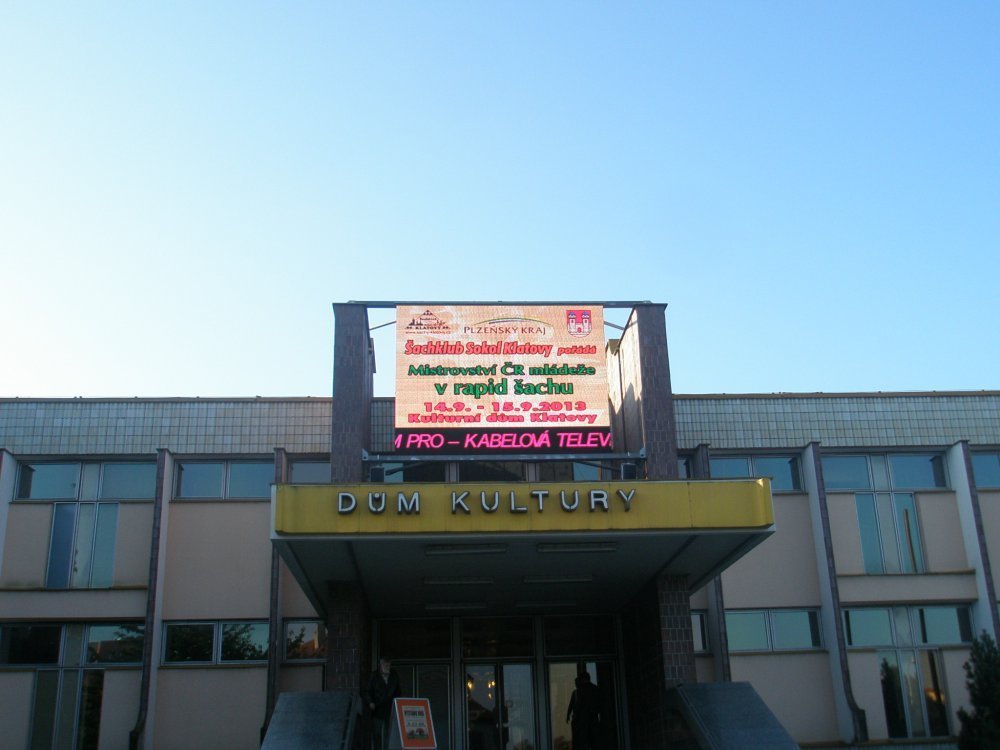 KLATOVY
PLZEŇSKÝ KRAJ
Šachklub Sokol Klatovy pořádá
Mistrovství ČR mládeže
v rapid šachu
14.9. - 15.9.2013
Kulturní dům Klatovy
M PRO – KABELOVÁ TELEV
DŮM KULTURY